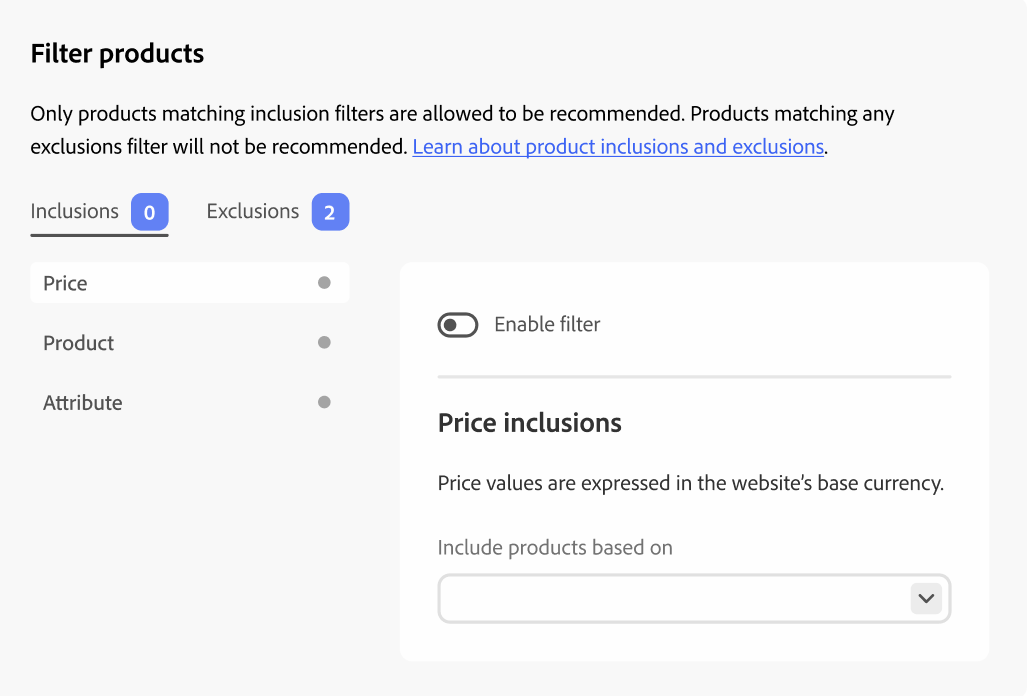 Filter products
Only products matching inclusion filters are allowed to be recommended. Products matching any
exclusions filter will not be recommended. Learn about product inclusions and exclusions.
Inclusions 0 Exclusions 2
Price
Product
Attribute
Enable filter
Price inclusions
Price values are expressed in the website’s base currency.
Include products based on